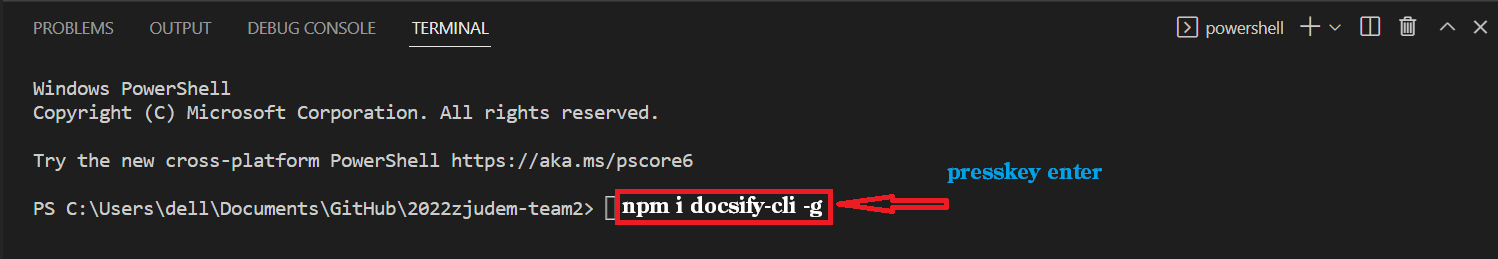 PROBLEMS OUTPUT DEBUG CONSOLE TERMINAL powershell
Windows PowerShell
Copyright (C) Microsoft Corporation. All rights reserved.
Try the new cross-platform PowerShell https://aka.ms/pscore6
presskey enter
PS C:\Users\dell\Documents\GitHub\2022zjudem-team2> npm i docsify-cli -g